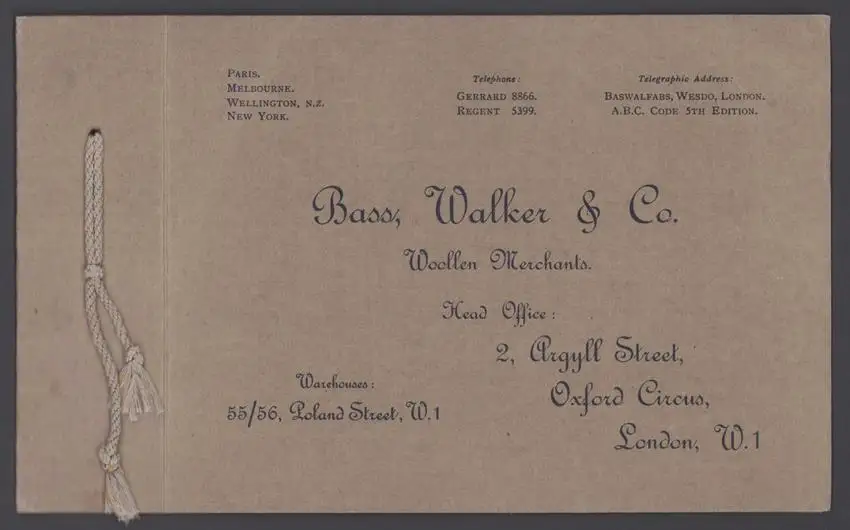 PARIS.
MELBOURNE.
WELLINGTON, N.Z.
NEW YORK.
Telephone:
GERRARD 8866.
REGENT 5399.
Telegraphic Address:
BASWALFABS, WESDO, LONDON.
A.B.C. CODE 5TH EDITION.
Bass, Walker & Co.
Woollen Merchants.
Head Office:
2, Argyll Street,
Oxford Circus,
London, W.1
Warehouses:
55/56, Poland Street, W.1